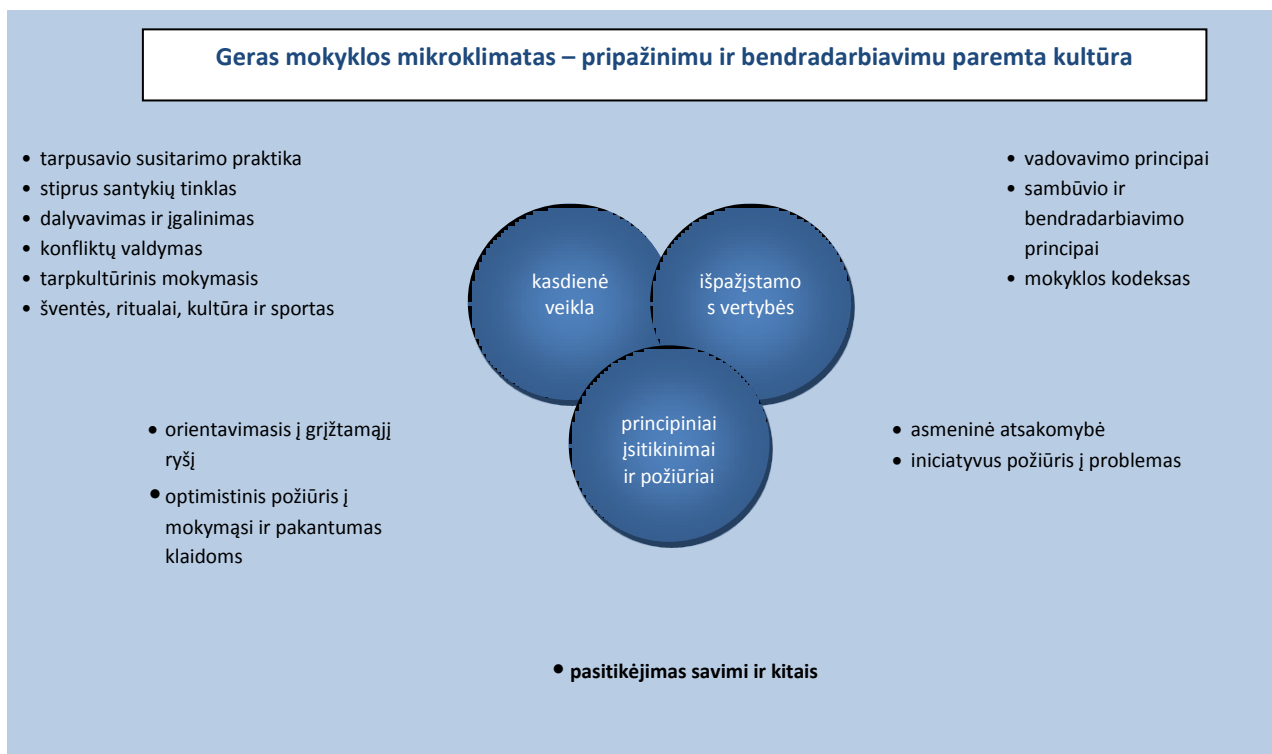 Geras mokyklos mikroklimatas – pripažinimu ir bendradarbiavimu paremta kultūra
• tarpusavio susitarimo praktika
• stiprus santykių tinklas
• dalyvavimas ir įgalinimas
• konfliktų valdymas
• tarpkultūrinis mokymasis
• šventės, ritualai, kultūra ir sportas
• vadovavimo principai
• sambūvio ir
bendradarbiavimo
principai
• mokyklos kodeksas
kasdienė
veikla
išpažįstamo
s vertybės
principiniai
įsitikinimai
ir požiūriai
• orientavimasis į grįžtamąjį
ryšį
• optimistinis požiūris į
mokymąsi ir pakantumas
klaidoms
• asmeninė atsakomybė
• iniciatyvus požiūris į problemas
• pasitikėjimas savimi ir kitais